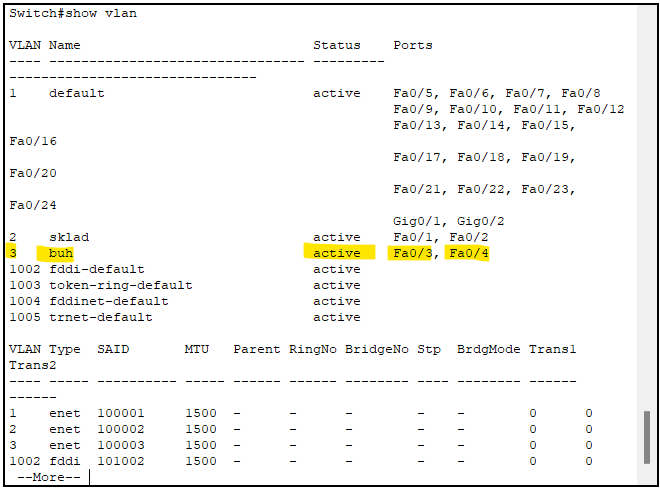 Switch#show vlan
VLAN Name                             Status    Ports
---- -------------------------------- ---------
-------------------------------
1    default                          active    Fa0/5, Fa0/6, Fa0/7, Fa0/8
                                                Fa0/9, Fa0/10, Fa0/11, Fa0/12
                                                Fa0/13, Fa0/14, Fa0/15,
Fa0/16
                                                Fa0/17, Fa0/18, Fa0/19,
Fa0/20
                                                Fa0/21, Fa0/22, Fa0/23,
Fa0/24
                                                Gig0/1, Gig0/2
2    sklad                            active    Fa0/1, Fa0/2
3    buh                              active    Fa0/3, Fa0/4
1002 fddi-default                     active
1003 token-ring-default               active
1004 fddinet-default                  active
1005 trnet-default                    active
VLAN Type  SAID       MTU   Parent RingNo BridgeNo Stp  BrdgMode Trans1
Trans2
---- ----- ---------- ----- ------ ------ -------- ---- -------- ------
------
1    enet  100001     1500  -      -      -        -    -        0      0
2    enet  100002     1500  -      -      -        -    -        0      0
3    enet  100003     1500  -      -      -        -    -        0      0
1002 fddi  101002     1500  -      -      -        -    -        0      0
 --More--